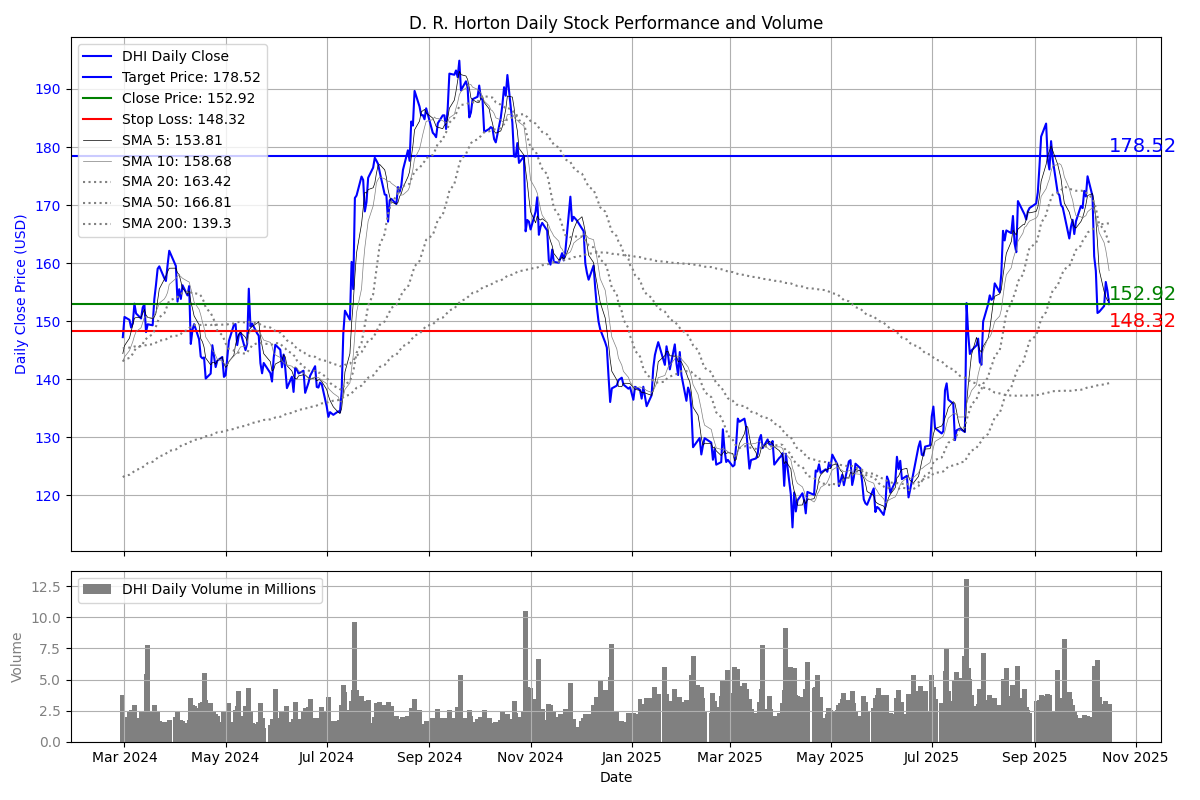 D. R. Horton Daily Stock Performance and Volume
DHI Daily Close
Target Price: 178.52
Close Price: 152.92
Stop Loss: 148.32
SMA 5: 153.81
SMA 10: 158.68
SMA 20: 163.42
SMA 50: 166.81
SMA 200: 139.3
Daily Close Price (USD)
190
180
170
160
150
140
130
120
178.52
152.92
148.32
DHI Daily Volume in Millions
Volume
12.5
10.0
7.5
5.0
2.5
0.0
Mar 2024 May 2024 Jul 2024 Sep 2024 Nov 2024 Jan 2025 Mar 2025 May 2025 Jul 2025 Sep 2025 Nov 2025
Date